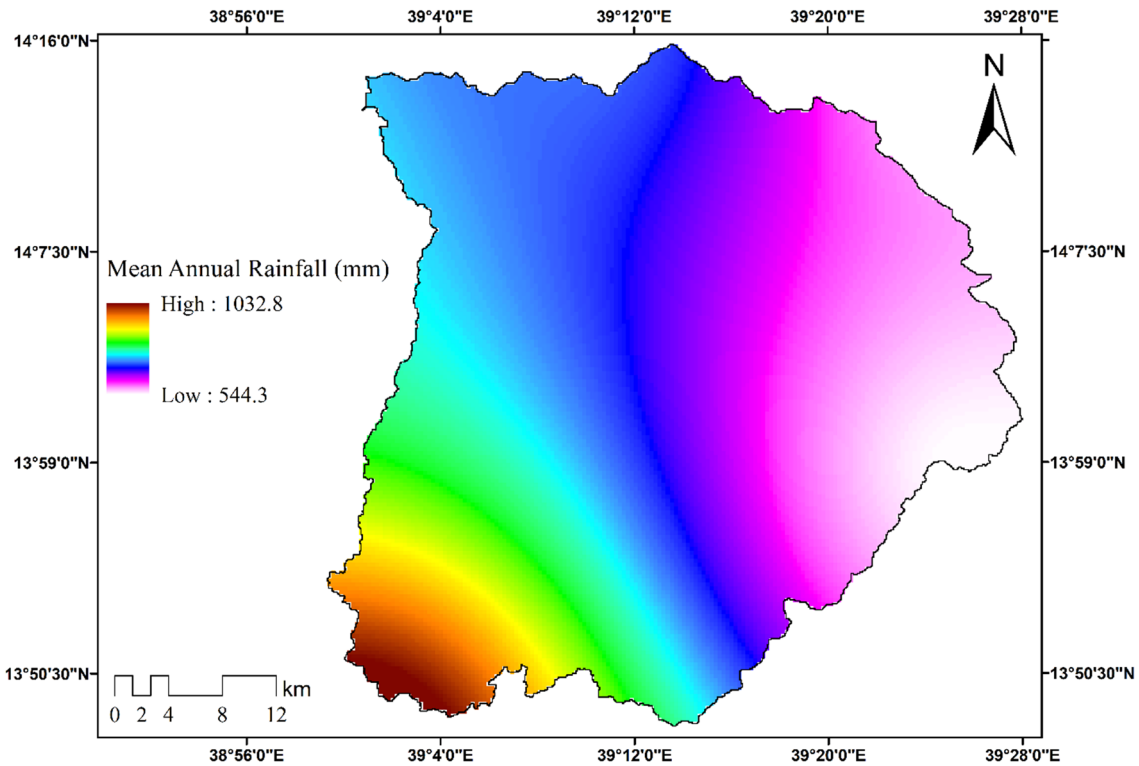 38°56'0"E 39°4'0"E 39°12'0"E 39°20'0"E 39°28'0"E
14°16'0"N
N
14°7'30"N 14°7'30"N
Mean Annual Rainfall (mm)
High : 1032.8
Low : 544.3
13°59'0"N 13°59'0"N
13°50'30"N 13°50'30"N
km
0 2 4 8 12
38°56'0"E 39°4'0"E 39°12'0"E 39°20'0"E 39°28'0"E